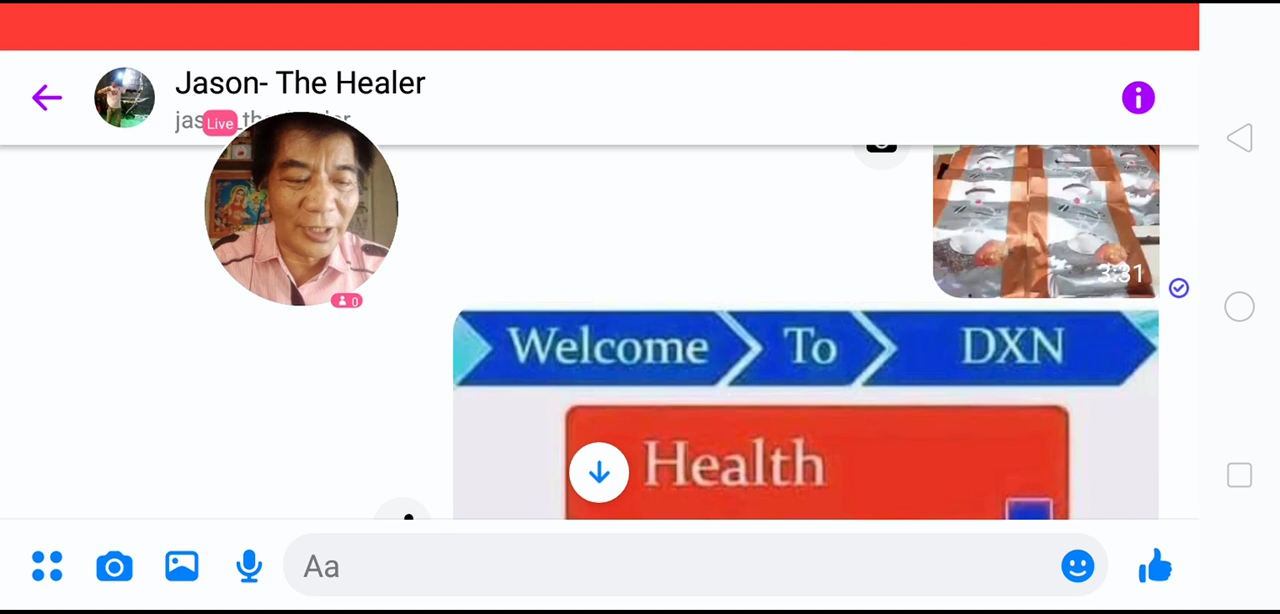 Jason- The Healer
Live
0
3:31
Welcome To DXN
Health
Aa